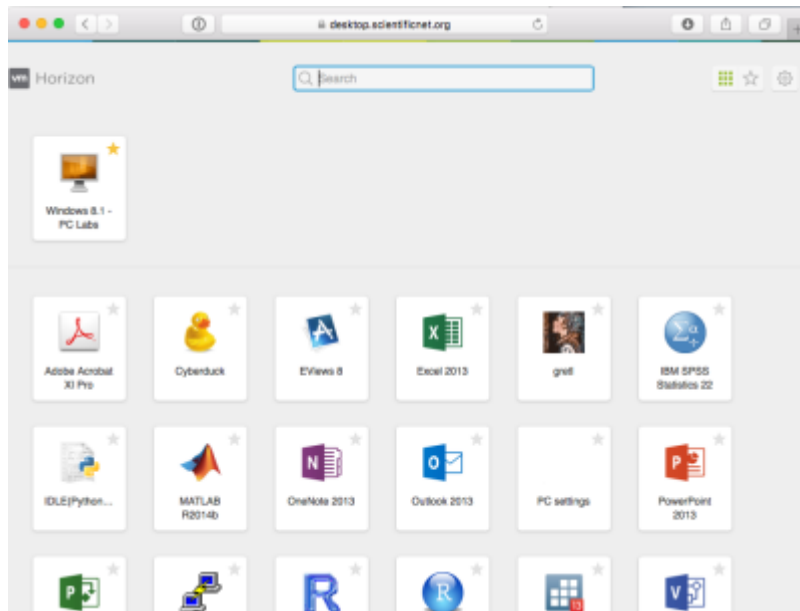 desktop.scientificnet.org
vm Horizon
Search
Windows 8.1 -
PC Labs
Adobe Acrobat
XI Pro
Cyberduck
EViews 8
Excel 2013
gretl
IBM SPSS
Statistics 22
IDLE(Python...
MATLAB
R2014b
OneNote 2013
Outlook 2013
PC settings
PowerPoint
2013